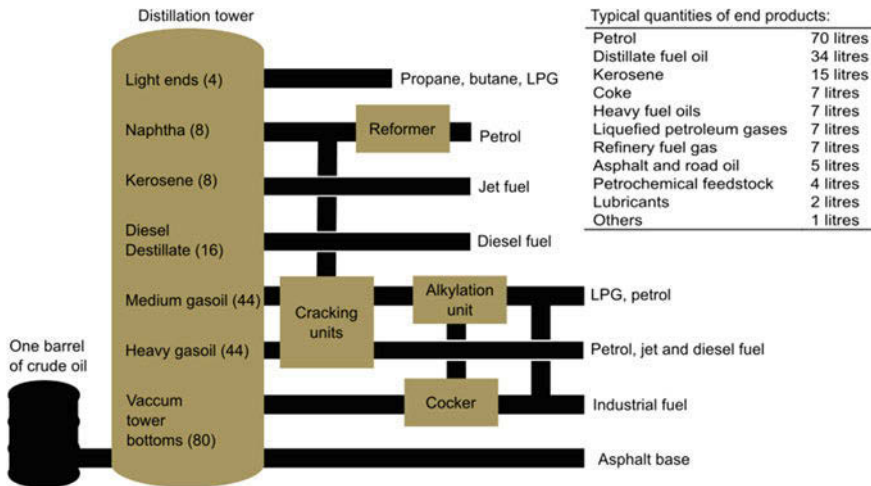 Distillation tower
Light ends (4)
Propane, butane, LPG
Naphtha (8)
Reformer
Petrol
Kerosene (8)
Jet fuel
Diesel
Destillate (16)
Diesel fuel
Medium gasoil (44)
Cracking
units
Alkylation
unit
LPG, petrol
One barrel
of crude oil
Heavy gasoil (44)
Petrol, jet and diesel fuel
Vaccum
tower
bottoms (80)
Cocker
Industrial fuel
Asphalt base
Typical quantities of end products:
Petrol 70 litres
Distillate fuel oil 34 litres
Kerosene 15 litres
Coke 7 litres
Heavy fuel oils 7 litres
Liquefied petroleum gases 7 litres
Refinery fuel gas 7 litres
Asphalt and road oil 5 litres
Petrochemical feedstock 4 litres
Lubricants 2 litres
Others 1 litres